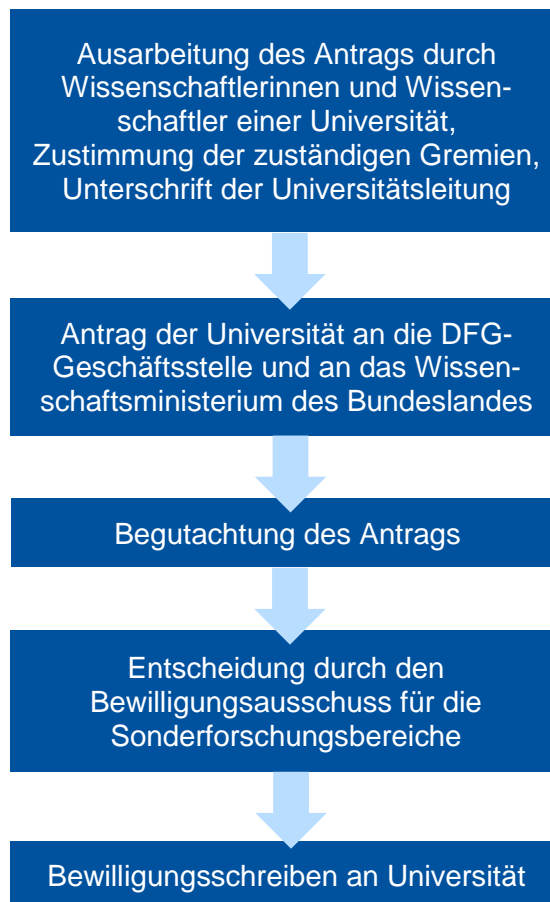 Ausarbeitung des Antrags durch
Wissenschaftlerinnen und Wissen-
schaftler einer Universität,
Zustimmung der zuständigen Gremien,
Unterschrift der Universitätsleitung
Antrag der Universität an die DFG-
Geschäftsstelle und an das Wissen-
schaftsministerium des Bundeslandes
Begutachtung des Antrags
Entscheidung durch den
Bewilligungsausschuss für die
Sonderforschungsbereiche
Bewilligungsschreiben an Universität